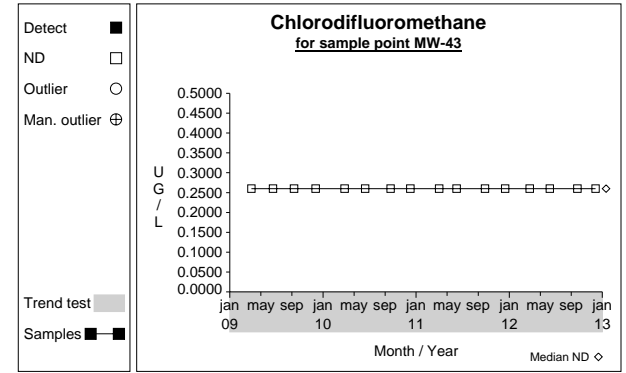 Detect
ND
Outlier
Man. outlier
Trend test
Samples
Chlorodifluoromethane
for sample point MW-43
U
G
/
L
0.5000
0.4500
0.4000
0.3500
0.3000
0.2500
0.2000
0.1500
0.1000
0.0500
0.0000
jan may sep jan may sep jan may sep jan may sep jan
09 10 11 12 13
Month / Year
Median ND